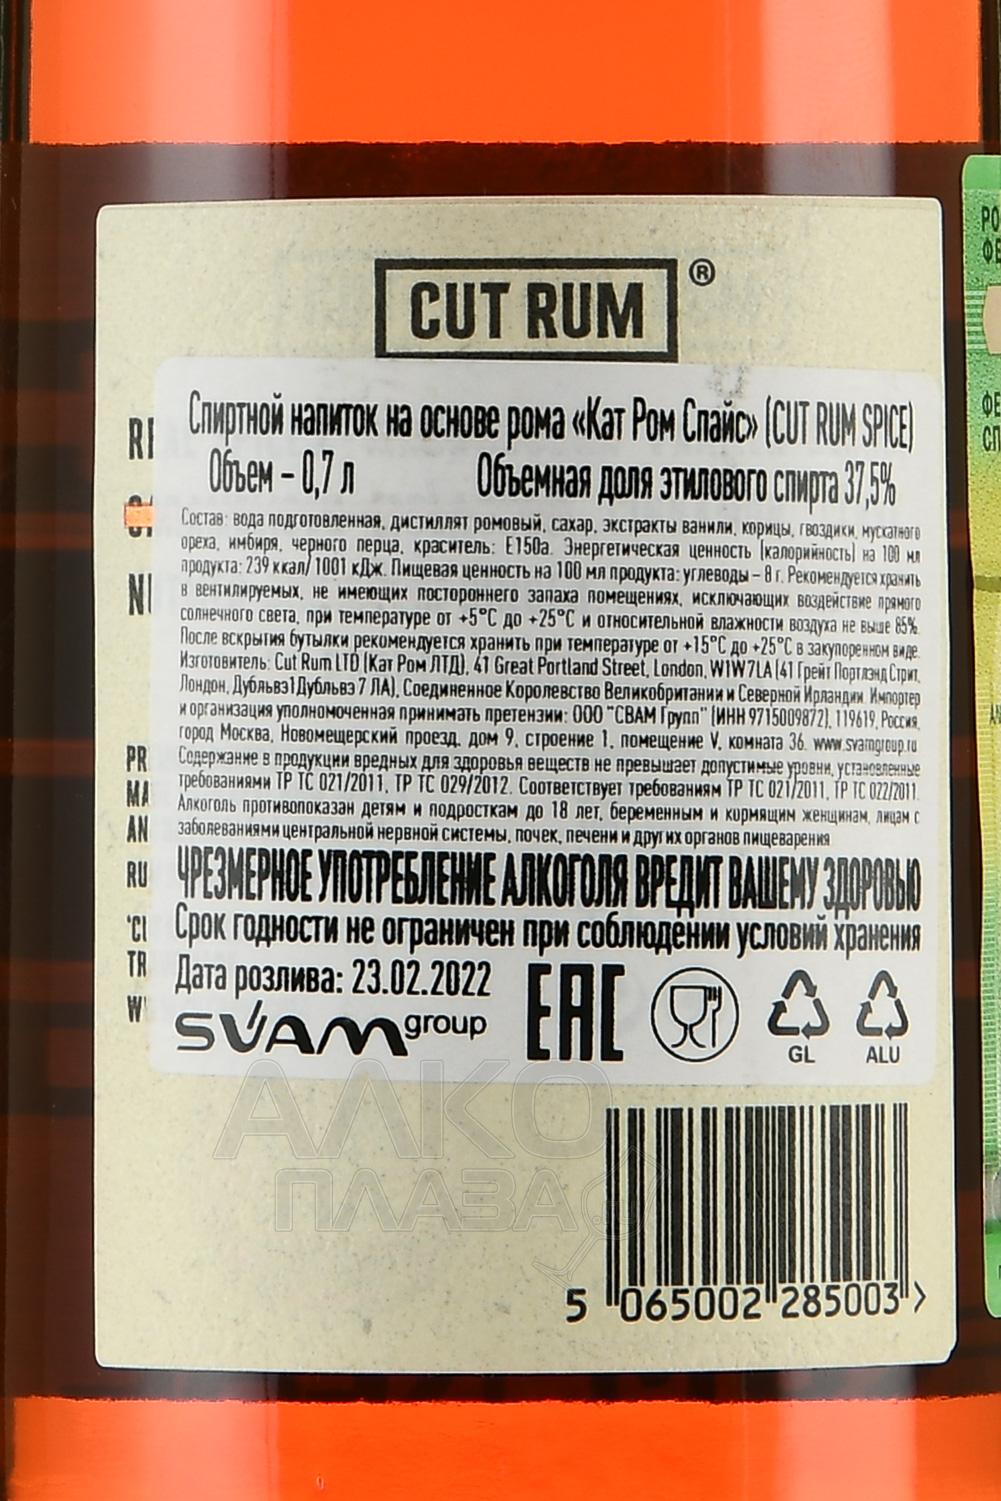 CUT RUM ®
Спиртной напиток на основе рома «Кат Ром Спайс» (CUT RUM SPICE)
Объем – 0,7 л Объемная доля этилового спирта 37,5%
Состав: вода подготовленная, дистиллят ромовый, сахар, экстракты ванили, корицы, гвоздики, мускатного
ореха, имбиря, черного перца, краситель: Е150а. Энергетическая ценность (калорийность) на 100 мл
продукта: 239 ккал/ 1001 кДж. Пищевая ценность на 100 мл продукта: углеводы – 8 г. Рекомендуется хранить
в вентилируемых, не имеющих постороннего запаха помещениях, исключающих воздействие прямого
солнечного света, при температуре от +5°С до +25°С и относительной влажности воздуха не выше 85%.
После вскрытия бутылки рекомендуется хранить при температуре от +15°С до +25°С в закупоренном виде.
Изготовитель: Cut Rum LTD (Кат Ром ЛТД), 41 Great Portland Street, London, W1W7LA (41 Грейт Портлэнд Стрит,
Лондон, Дубльвэ1Дубльвэ 7 ЛА), Соединенное Королевство Великобритании и Северной Ирландии. Импортер
и организация уполномоченная принимать претензии: ООО "СВАМ Групп" (ИНН 9715009872), 119619, Россия,
город Москва, Новомещерский проезд, дом 9, строение 1, помещение V, комната 36. www.svamgroup.ru
Содержание в продукции вредных для здоровья веществ не превышает допустимые уровни, установленные
требованиями ТР ТС 021/2011, ТР ТС 029/2012. Соответствует требованиям ТР ТС 021/2011, ТР ТС 022/2011.
Алкоголь противопоказан детям и подросткам до 18 лет, беременным и кормящим женщинам, лицам с
заболеваниями центральной нервной системы, почек, печени и других органов пищеварения
ЧРЕЗМЕРНОЕ УПОТРЕБЛЕНИЕ АЛКОГОЛЯ ВРЕДИТ ВАШЕМУ ЗДОРОВЬЮ
Срок годности не ограничен при соблюдении условий хранения
Дата розлива: 23.02.2022
SVAM group EAC GL ALU
АЛКО
ПЛАЗА
5 065002 285003 >